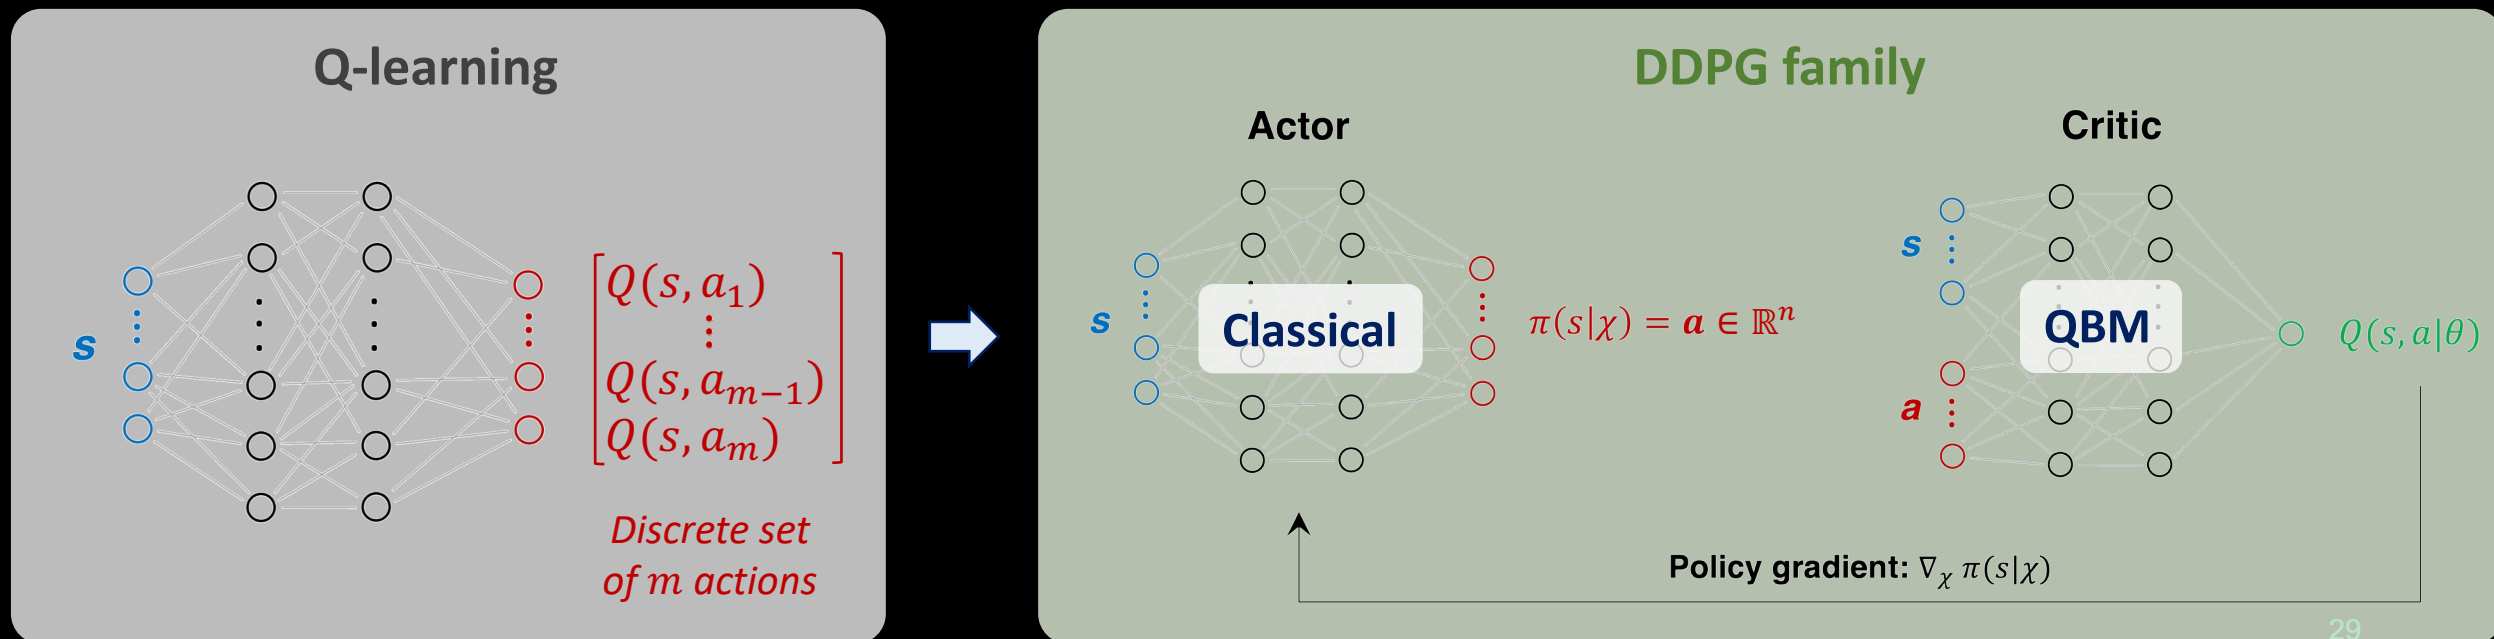 Q-learning
s
Q(s, a₁)
⋮
Q(s, aₘ₋₁)
Q(s, aₘ)
Discrete set
of m actions
DDPG family
Actor
s
Classical
π(s|χ) = a ∈ ℝⁿ
Critic
s
a
QBM
Q(s, a|θ)
Policy gradient: ∇χ π(s|χ)
29